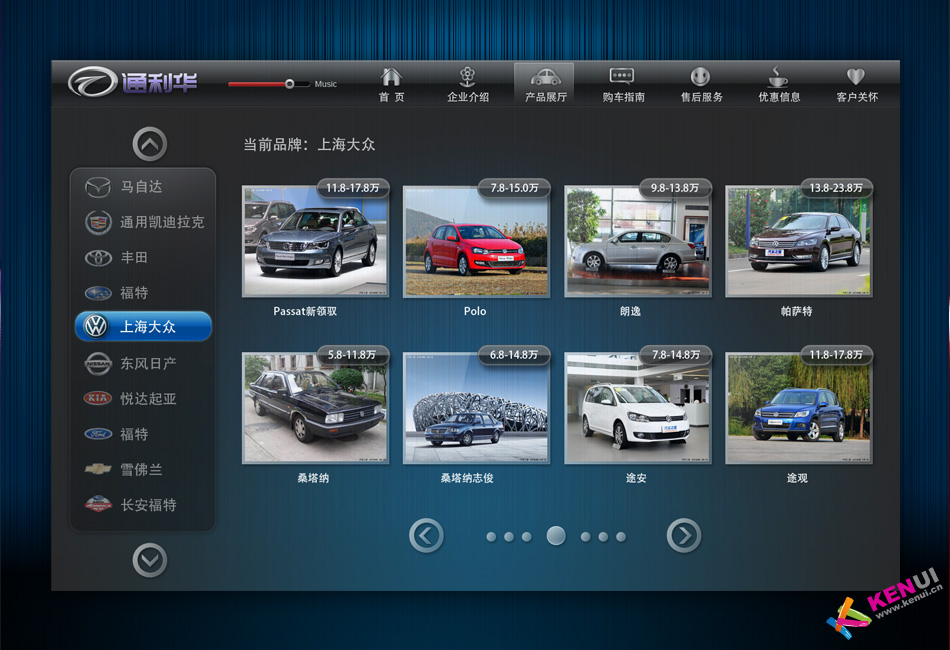 通利华
Music
首 页
企业介绍
产品展厅
购车指南
售后服务
优惠信息
客户关怀
当前品牌：上海大众
马自达
通用凯迪拉克
丰田
福特
上海大众
东风日产
KIA
悦达起亚
Ford
福特
雪佛兰
长安福特
11.8-17.8万
7.8-15.0万
9.8-13.8万
13.8-23.8万
Passat新领驭
Polo
朗逸
帕萨特
5.8-11.8万
6.8-14.8万
7.8-14.8万
11.8-17.8万
桑塔纳
桑塔纳志俊
途安
途观
KENUI
www.kenui.cn